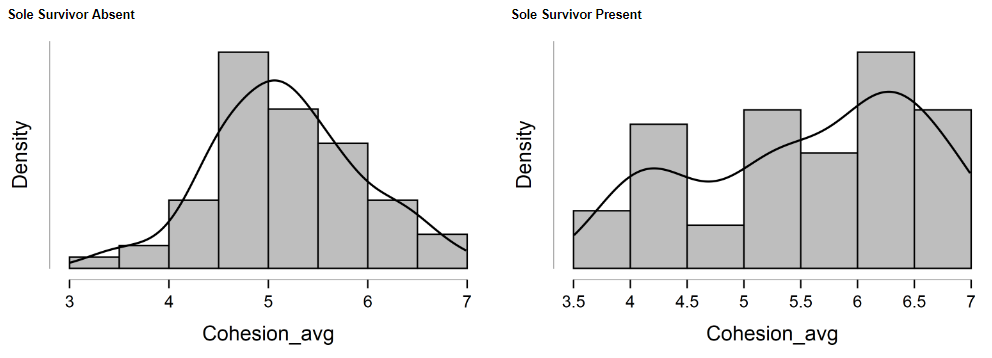 Sole Survivor Absent
Density
3 4 5 6 7
Cohesion_avg
Sole Survivor Present
Density
3.5 4 4.5 5 5.5 6 6.5 7
Cohesion_avg